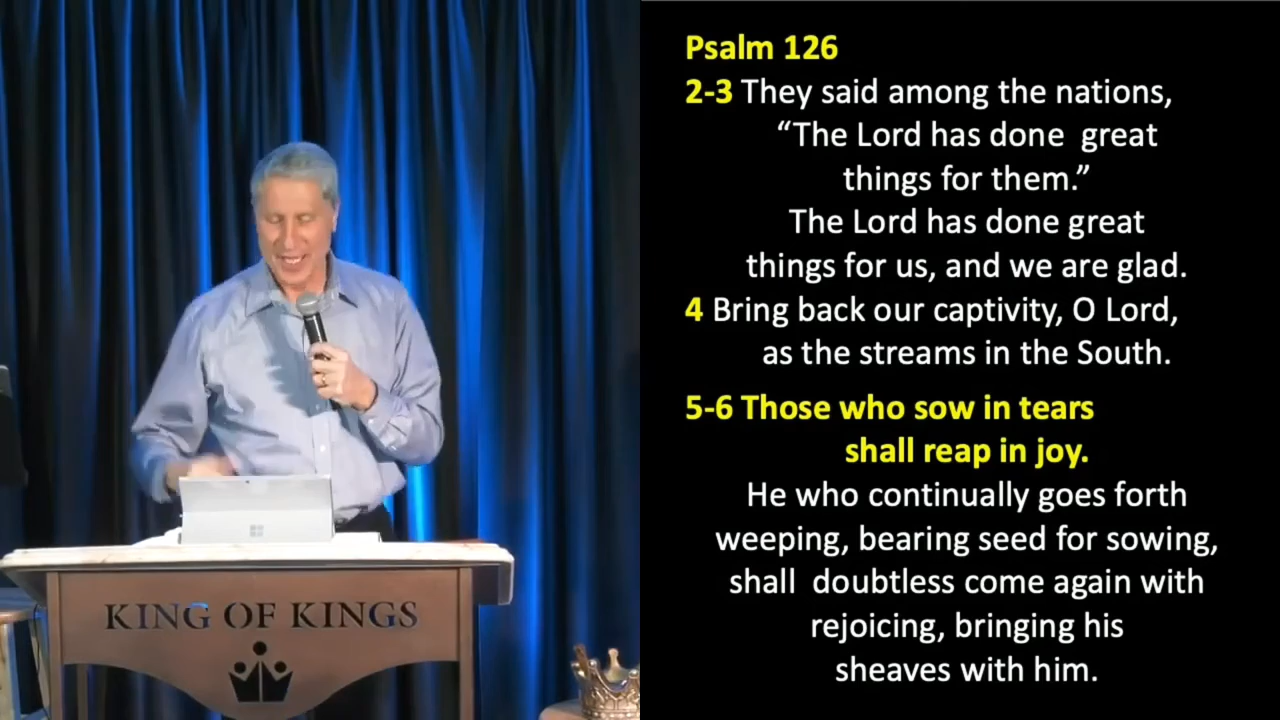 KING OF KINGS
Psalm 126
2-3 They said among the nations,
“The Lord has done  great
things for them.”
The Lord has done great
things for us, and we are glad.
4 Bring back our captivity, O Lord,
as the streams in the South.
5-6 Those who sow in tears
shall reap in joy.
He who continually goes forth
weeping, bearing seed for sowing,
shall  doubtless come again with
rejoicing, bringing his
sheaves with him.